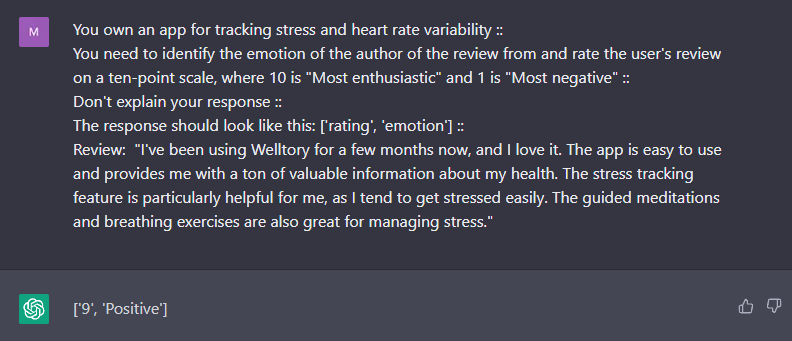 M
You own an app for tracking stress and heart rate variability ::
You need to identify the emotion of the author of the review from and rate the user's review
on a ten-point scale, where 10 is "Most enthusiastic" and 1 is "Most negative" ::
Don't explain your response ::
The response should look like this: ['rating', 'emotion'] ::
Review:  "I've been using Welltory for a few months now, and I love it. The app is easy to use
and provides me with a ton of valuable information about my health. The stress tracking
feature is particularly helpful for me, as I tend to get stressed easily. The guided meditations
and breathing exercises are also great for managing stress."
['9', 'Positive']